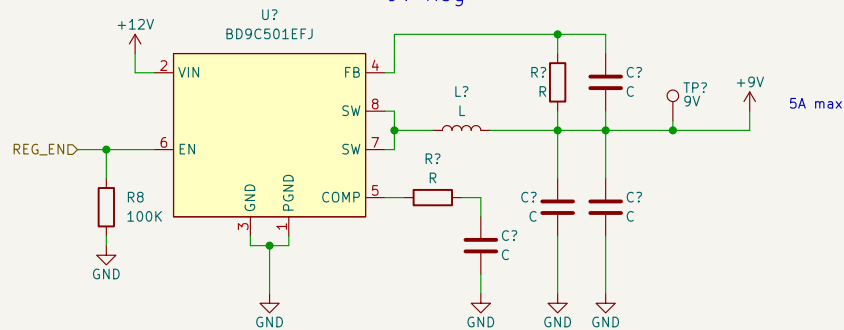 U?
BD9C501EFJ
+12V
2
VIN
FB
4
SW
8
SW
7
REG_EN
6
EN
COMP
5
GND
3
PGND
1
R8
100K
GND
GND
L?
L
R?
R
C?
C
GND
R?
R
C?
C
C?
C
GND
C?
C
GND
TP?
9V
+9V
5A max